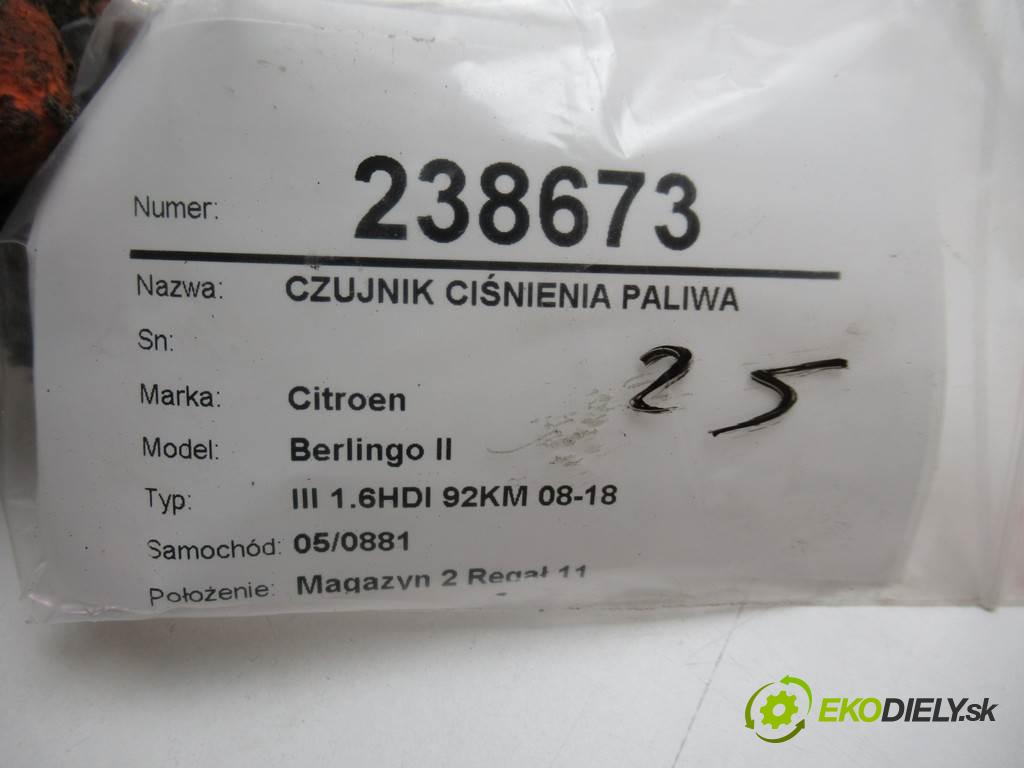 Numer: 238673
Nazwa: CZUJNIK CIŚNIENIA PALIWA
Sn:
25
Marka: Citroen
Model: Berlingo II
Typ: III 1.6HDI 92KM 08-18
Samochód: 05/0881
Położenie: Magazyn 2 Regał 11
EKODIELY.sk